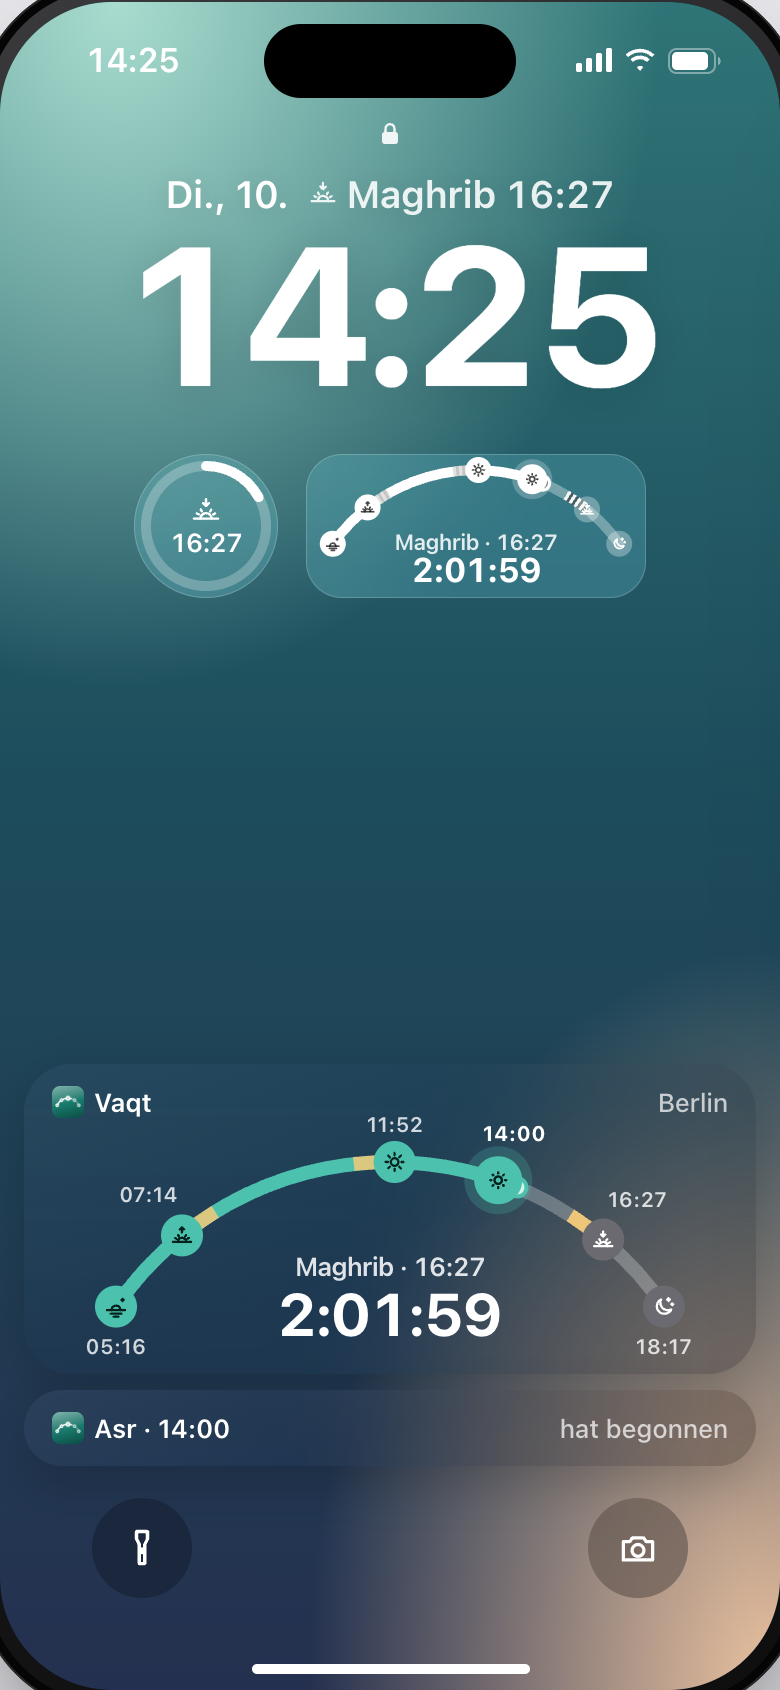 14:25
Di., 10. Maghrib 16:27
14:25
16:27
Maghrib · 16:27
2:01:59
Vaqt
Berlin
11:52
14:00
07:14
16:27
Maghrib · 16:27
2:01:59
05:16
18:17
Asr · 14:00
hat begonnen